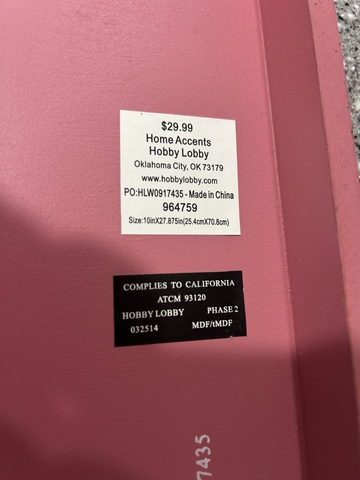 $29.99
Home Accents
Hobby Lobby
Oklahoma City, OK 73179
www.hobbylobby.com
PO:HLW0917435 - Made in China
964759
Size:10inX27.875in(25.4cmX70.8cm)
COMPLIES TO CALIFORNIA
ATCM 93120
HOBBY LOBBY PHASE 2
032514 MDF/tMDF
7435